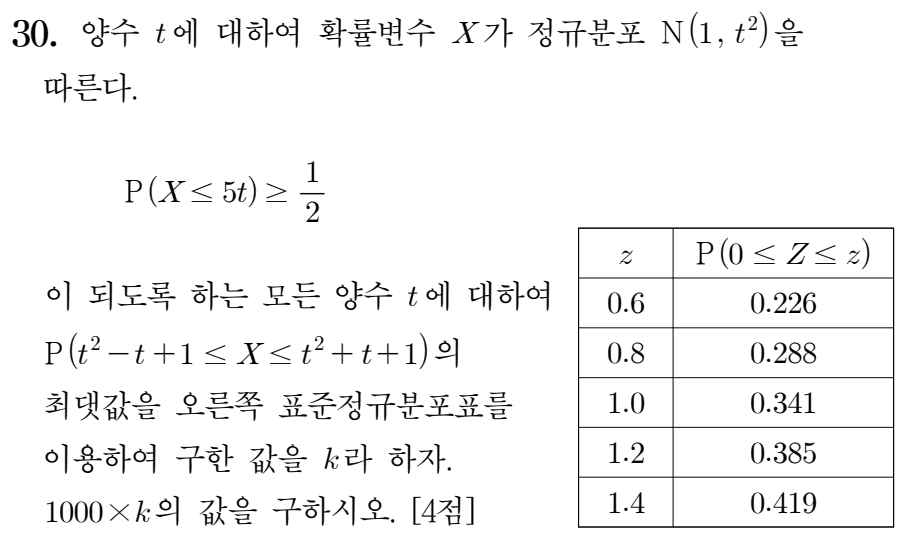 30. 양수 t에 대하여 확률변수 X가 정규분포 N(1, t²)을
따른다.
P(X ≤ 5t) ≥ 1/2
이 되도록 하는 모든 양수 t에 대하여
P(t² − t + 1 ≤ X ≤ t² + t + 1)의
최댓값을 오른쪽 표준정규분포표를
이용하여 구한 값을 k라 하자.
1000×k의 값을 구하시오. [4점]
z P(0 ≤ Z ≤ z)
0.6 0.226
0.8 0.288
1.0 0.341
1.2 0.385
1.4 0.419